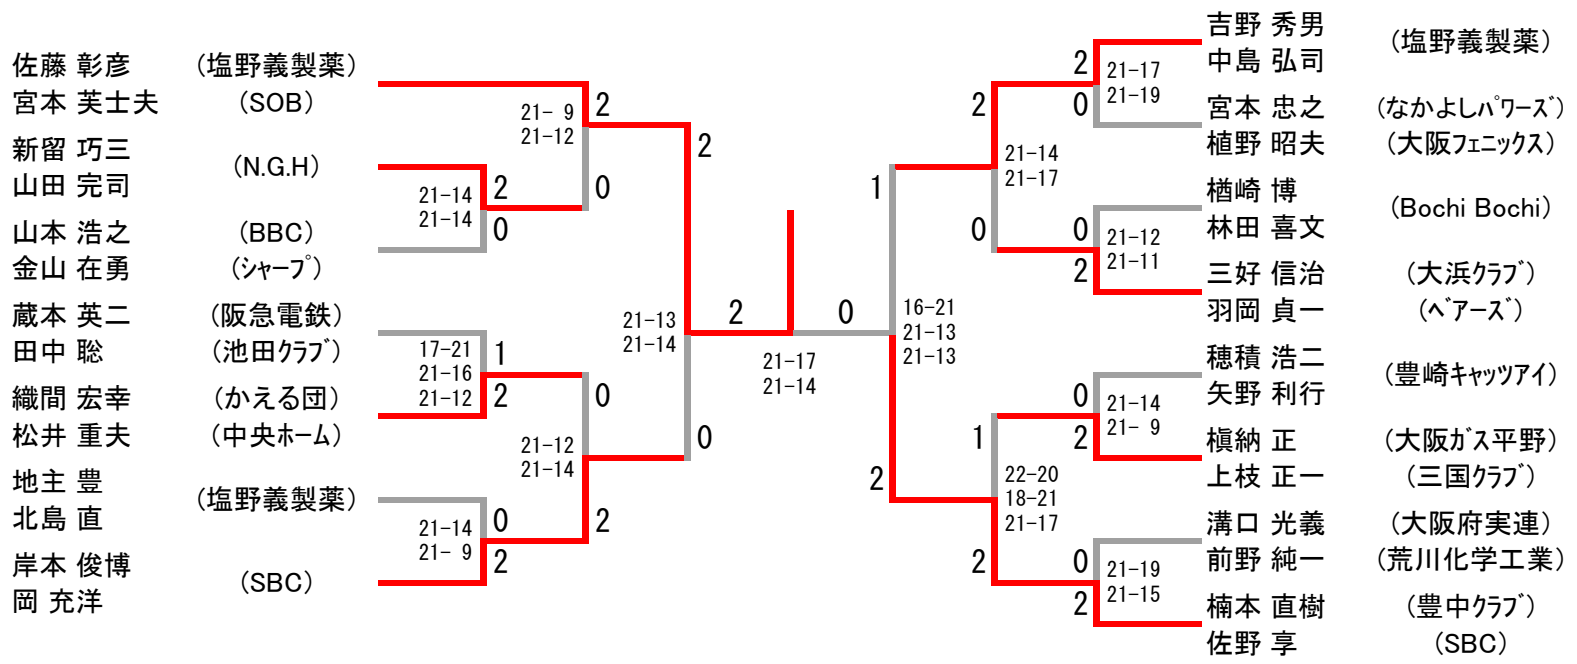 佐藤 彰彦 (塩野義製薬)
宮本 芙士夫 (SOB)
新留 巧三
(N.G.H)
山田 完司
山本 浩之 (BBC)
金山 在勇 (シャープ)
蔵本 英二 (阪急電鉄)
田中 聡 (池田クラブ)
織間 宏幸 (かえる団)
松井 重夫 (中央ホーム)
地主 豊
(塩野義製薬)
北島 直
岸本 俊博
(SBC)
岡 充洋
21-14
21-14
2
0
17-21
21-16
21-12
1
2
21-14
21- 9
0
2
21- 9
21-12
2
0
21-12
21-14
0
2
21-13
21-14
2
0
2
0
21-17
21-14
16-21
21-13
21-13
1
2
21-14
21-17
2
0
22-20
18-21
21-17
1
2
21-17
21-19
2
0
21-12
21-11
0
2
21-14
21- 9
0
2
21-19
21-15
0
2
吉野 秀男
(塩野義製薬)
中島 弘司
宮本 忠之 (なかよしパワーズ)
植野 昭夫 (大阪フェニックス)
楢崎 博
(Bochi Bochi)
林田 喜文
三好 信治 (大浜クラブ)
羽岡 貞一 (ベアーズ)
穂積 浩二
(豊崎キャッツアイ)
矢野 利行
槇納 正 (大阪ガス平野)
上枝 正一 (三国クラブ)
溝口 光義 (大阪府実連)
前野 純一 (荒川化学工業)
楠本 直樹 (豊中クラブ)
佐野 享 (SBC)